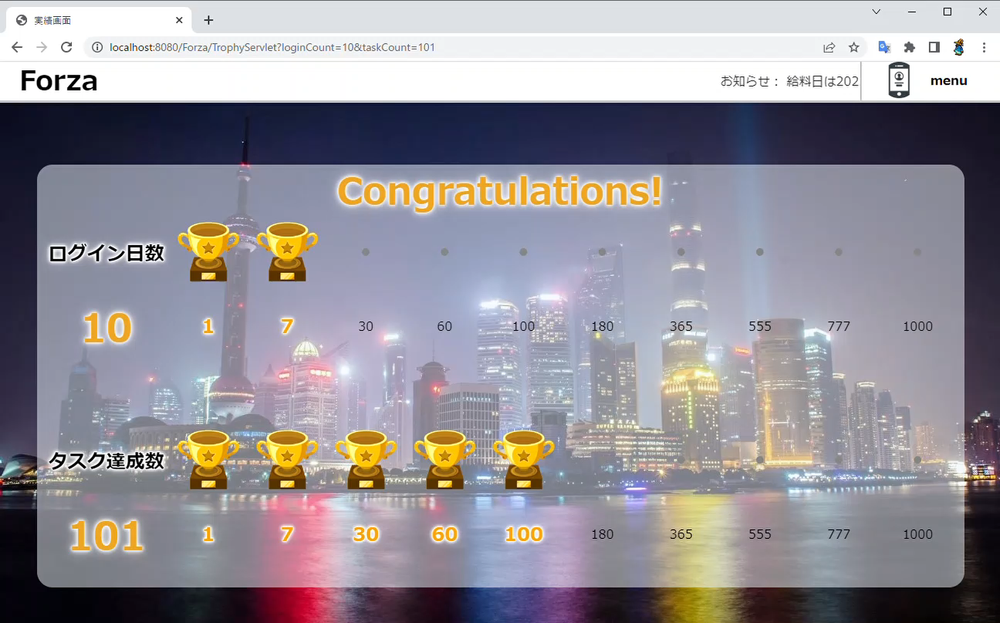 実績画面
localhost:8080/Forza/TrophyServlet?loginCount=10&taskCount=101
Forza
お知らせ： 給料日は202
menu
Congratulations!
ログイン日数
10
1 7 30 60 100 180 365 555 777 1000
タスク達成数
101
1 7 30 60 100 180 365 555 777 1000